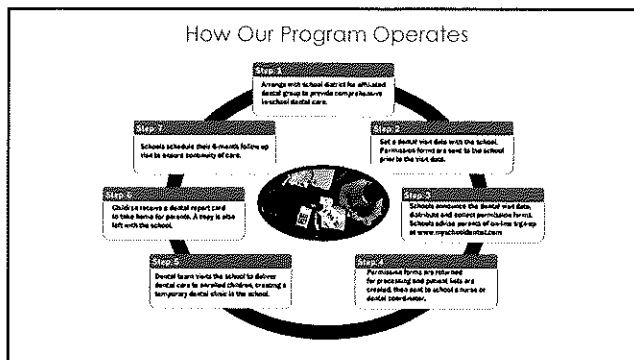 How Our Program Operates
Step 1
Arrange with school district for affiliated
dental group to provide comprehensive
in-school dental care.
Step 2
Set a dental visit date with the school.
Permission forms are sent to the school
prior to the visit date.
Step 3
Schools announce the dental visit date,
distribute and collect permission forms.
Schools advise parents of on-line sign-up
at www.myschooldental.com
Step 4
Permission forms are returned
for processing and patient lists are
created, then sent to school's nurse or
dental coordinator.
Step 5
Dental team visits the school to deliver
dental care to enrolled children, creating a
temporary dental clinic in the school.
Step 6
Children receive a dental report card
to take home for parents. A copy is also
left with the school.
Step 7
Schools schedule their 6-month follow up
visit to ensure continuity of care.